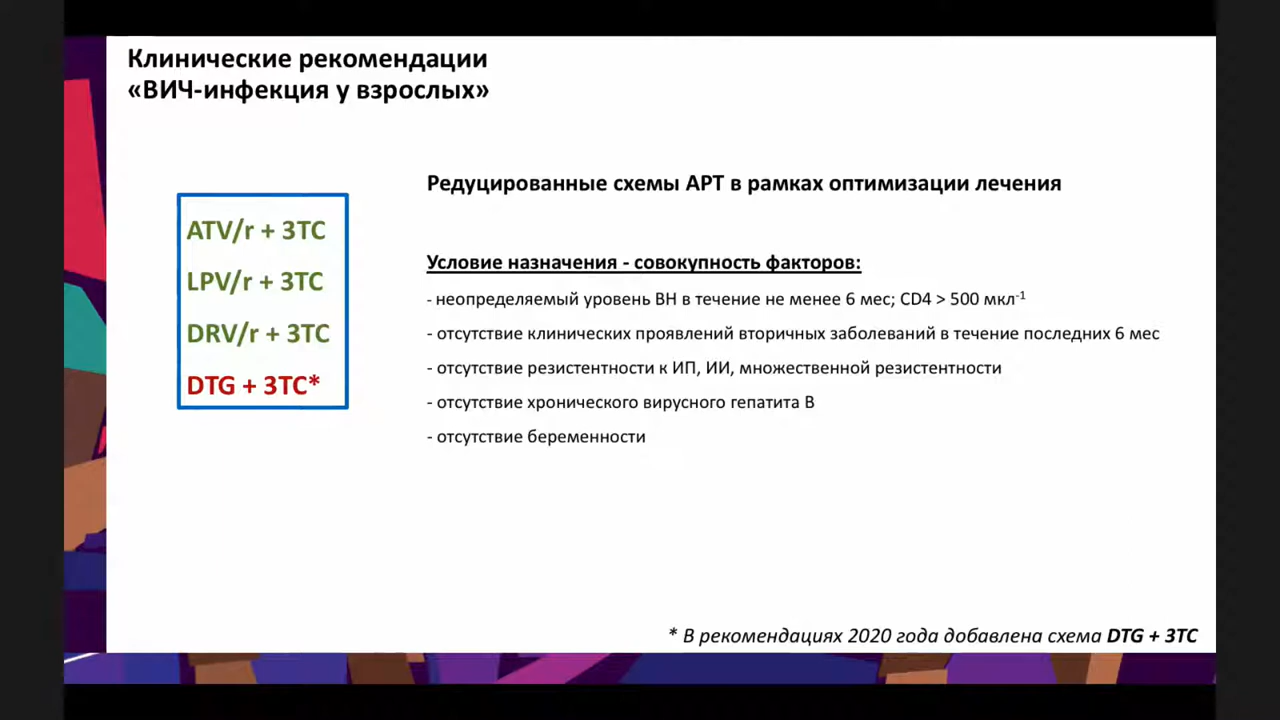 Клинические рекомендации
«ВИЧ-инфекция у взрослых»
Редуцированные схемы АРТ в рамках оптимизации лечения
ATV/r + 3TC
LPV/r + 3TC
DRV/r + 3TC
DTG + 3TC*
Условие назначения - совокупность факторов:
- неопределяемый уровень ВН в течение не менее 6 мес; CD4 > 500 мкл⁻¹
- отсутствие клинических проявлений вторичных заболеваний в течение последних 6 мес
- отсутствие резистентности к ИП, ИИ, множественной резистентности
- отсутствие хронического вирусного гепатита В
- отсутствие беременности
* В рекомендациях 2020 года добавлена схема DTG + 3TC